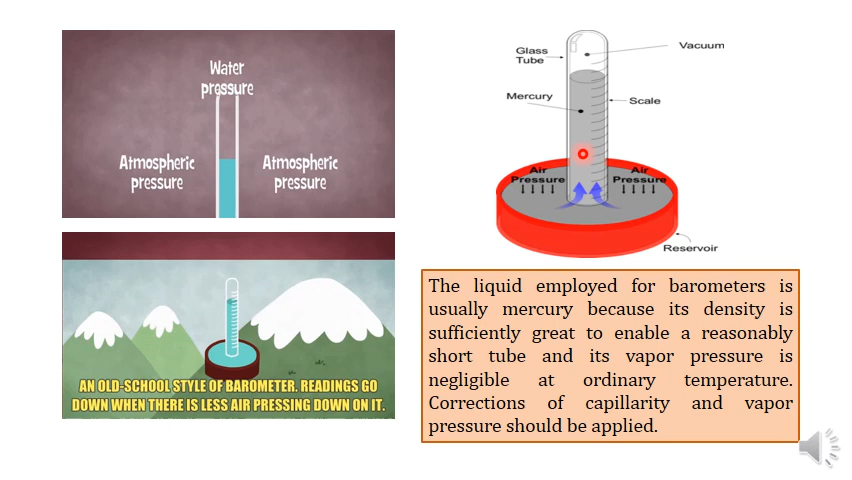 Water
pressure
Atmospheric
pressure
Atmospheric
pressure
AN OLD-SCHOOL STYLE OF BAROMETER. READINGS GO
DOWN WHEN THERE IS LESS AIR PRESSING DOWN ON IT.
Glass
Tube
Vacuum
Mercury
Scale
Air
Pressure
Air
Pressure
Reservoir
The liquid employed for barometers is
usually mercury because its density is
sufficiently great to enable a reasonably
short tube and its vapor pressure is
negligible at ordinary temperature.
Corrections of capillarity and vapor
pressure should be applied.